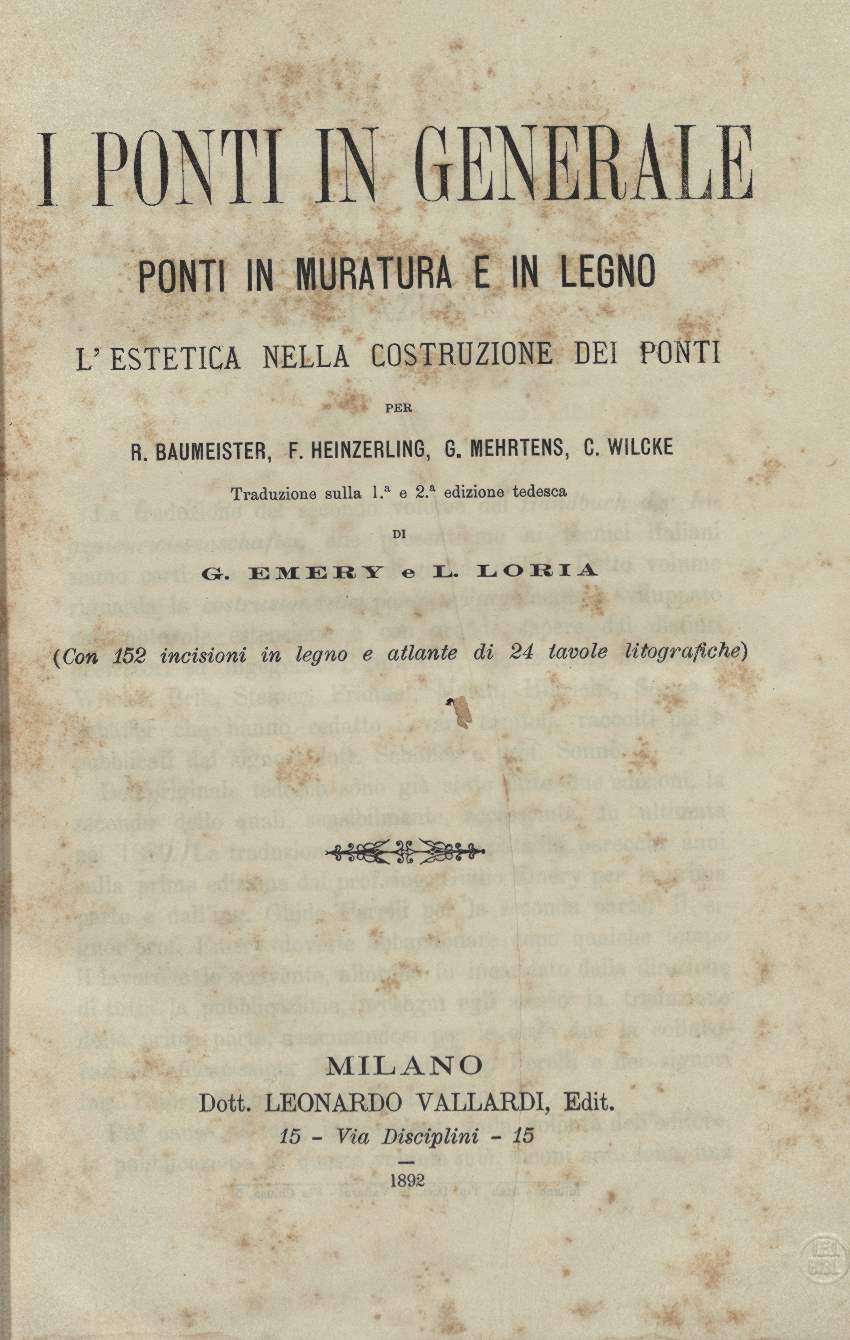 I PONTI IN GENERALE
PONTI IN MURATURA E IN LEGNO
L' ESTETICA NELLA COSTRUZIONE DEI PONTI
PER
R. BAUMEISTER, F. HEINZERLING, G. MEHRTENS, C. WILCKE
Traduzione sulla 1.ª e 2.ª edizione tedesca
DI
G. EMERY e L. LORIA
(Con 152 incisioni in legno e atlante di 24 tavole litografiche)
MILANO
Dott. LEONARDO VALLARDI, Edit.
15 - Via Disciplini - 15
1892